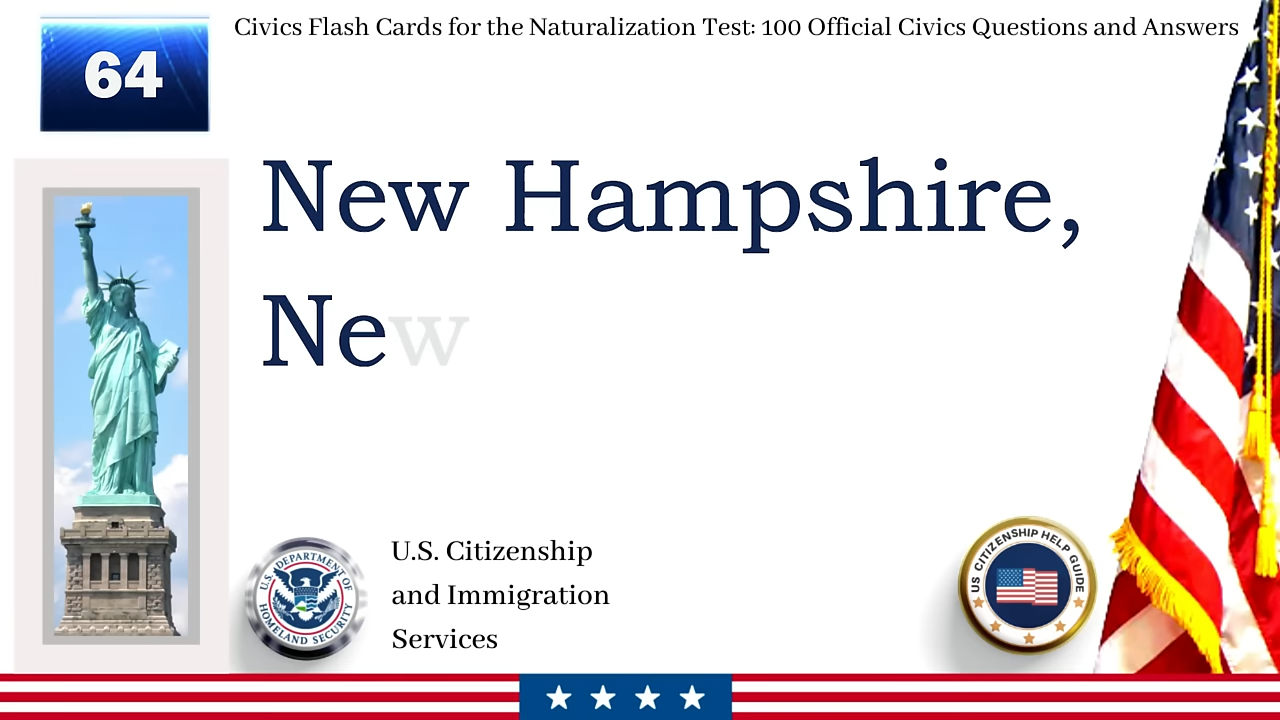 Civics Flash Cards for the Naturalization Test: 100 Official Civics Questions and Answers
64
New Hampshire,
New
U.S. Citizenship
and Immigration
Services
U.S. DEPARTMENT OF
HOMELAND SECURITY
US CITIZENSHIP HELP GUIDE